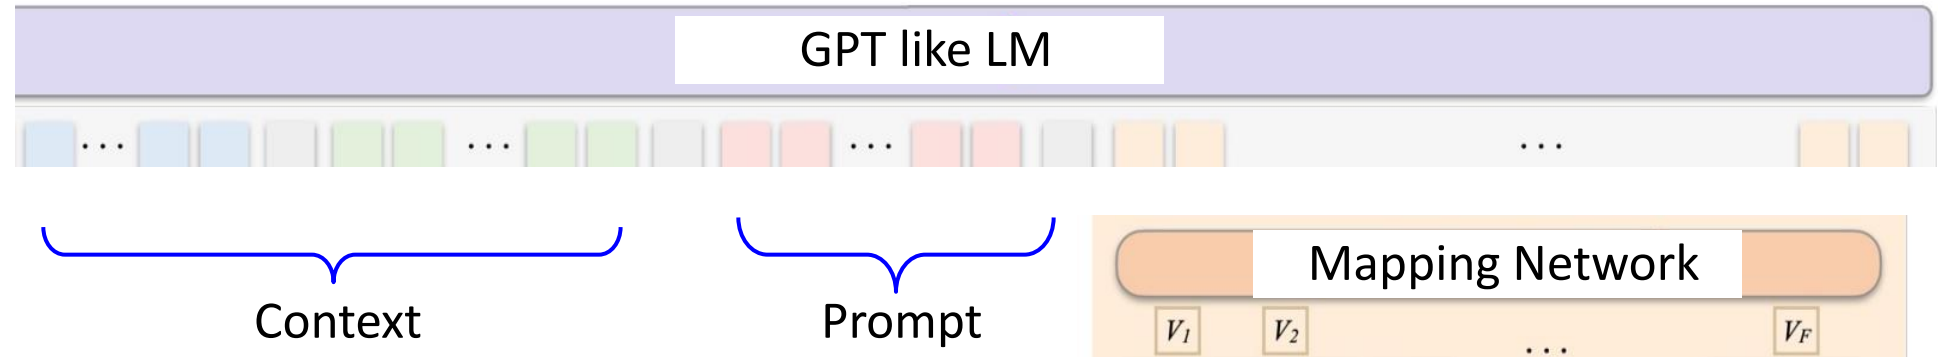 GPT like LM
... ... ... ...
Context
Prompt
Mapping Network
V1 V2 ... VF